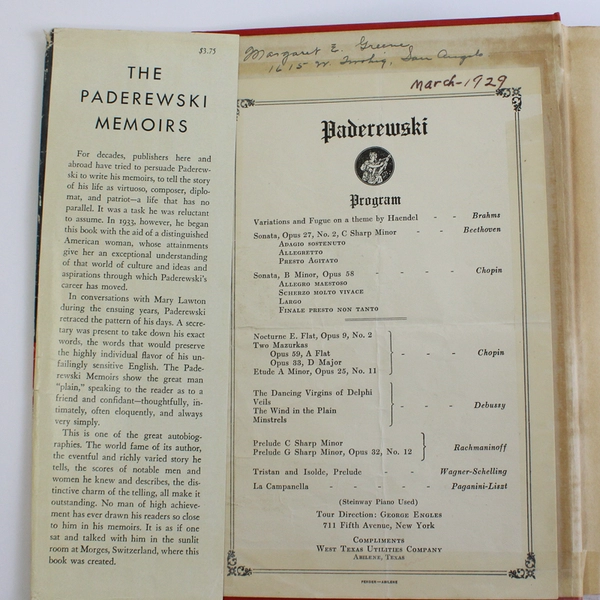 $3.75
THE
PADEREWSKI
MEMOIRS
For decades, publishers here and
abroad have tried to persuade Paderew-
ski to write his memoirs, to tell the story
of his life as virtuoso, composer, diplo-
mat, and patriot—a life that has no
parallel. It was a task he was reluctant
to assume. In 1933, however, he began
this book with the aid of a distinguished
American woman, whose attainments
give her an exceptional understanding
of that world of culture and ideas and
aspirations through which Paderewski's
career has moved.
In conversations with Mary Lawton
during the ensuing years, Paderewski
retraced the pattern of his days. A secre-
tary was present to take down his exact
words, the words that would preserve
the highly individual flavor of his un-
failingly sensitive English. The Pade-
rewski Memoirs show the great man
"plain," speaking to the reader as to a
friend and confidant—thoughtfully, in-
timately, often eloquently, and always
very simply.
This is one of the great autobiog-
raphies. The world fame of its author,
the eventful and richly varied story he
tells, the scores of notable men and
women he knew and describes, the dis-
tinctive charm of the telling, all make it
outstanding. No man of high achieve-
ment has ever drawn his readers so close
to him in his memoirs. It is as if one
sat and talked with him in the sunlit
room at Morges, Switzerland, where this
book was created.
Margaret E. Greene
1615 W Twohig, San Angelo
March-1929
Paderewski
Program
Variations and Fogue on a theme by Haendel - - Brahms
Sonata, Opus 27, No. 2, C Sharp Minor - - Beethoven
ADAGIO SOSTENUTO
ALLEGRETTO
PRESTO AGITATO
Sonata, B Minor, Opus 58 - - - - Chopin
ALLEGRO MAESTOSO
SCHERZO HOLTO VIVACE
LARGO
FINALE PRESTO NON TANTO
Nocturne E. Flat, Opus 9, No. 2
Two Mazurkas
Opus 59, A Flat
Opus 33, D Major
Etude A Minor, Opus 25, No. 11
- - - Chopin
The Dancing Virgins of Delphi
Veils
The Wind in the Plain
Minstrels
- - - Debussy
Prelude C Sharp Minor
Prelude G Sharp Minor, Opus 32, No. 12
Rachmaninoff
Tristan and Isolde, Prelude - - Wagner-Schelling
La Campanella - - - - - Paganini-Liszt
(Steinway Piano Used)
TOUR DIRECTION: GEORGE ENGLES
711 FIFTH AVENUE, NEW YORK
COMPLIMENTS
WEST TEXAS UTILITIES COMPANY
ABILENE, TEXAS